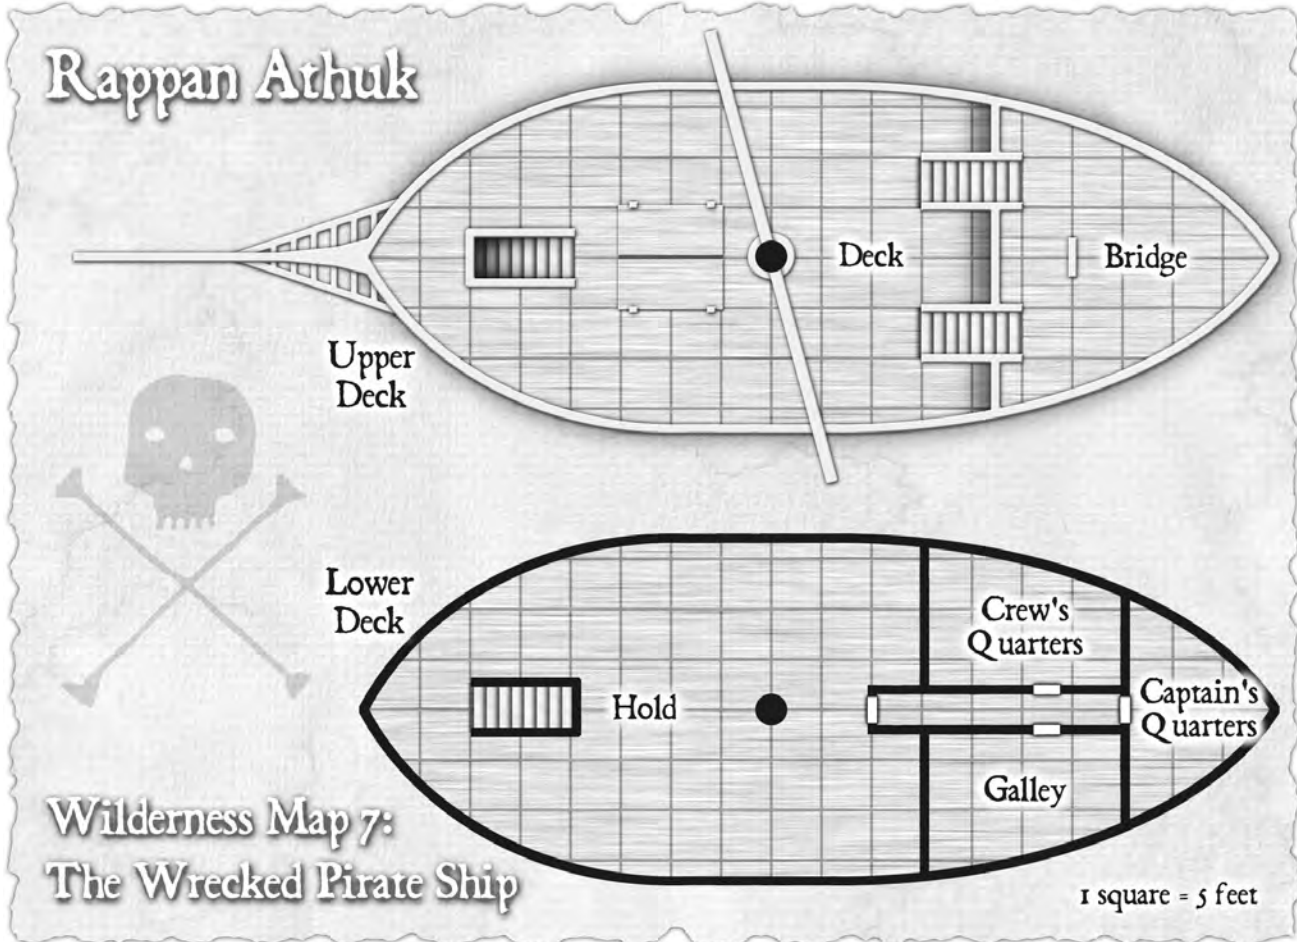 Rappan Athuk
Deck
Bridge
Upper
Deck
Lower
Deck
Crew's
Quarters
Hold
Captain's
Quarters
Galley
Wilderness Map 7:
The Wrecked Pirate Ship
1 square = 5 feet